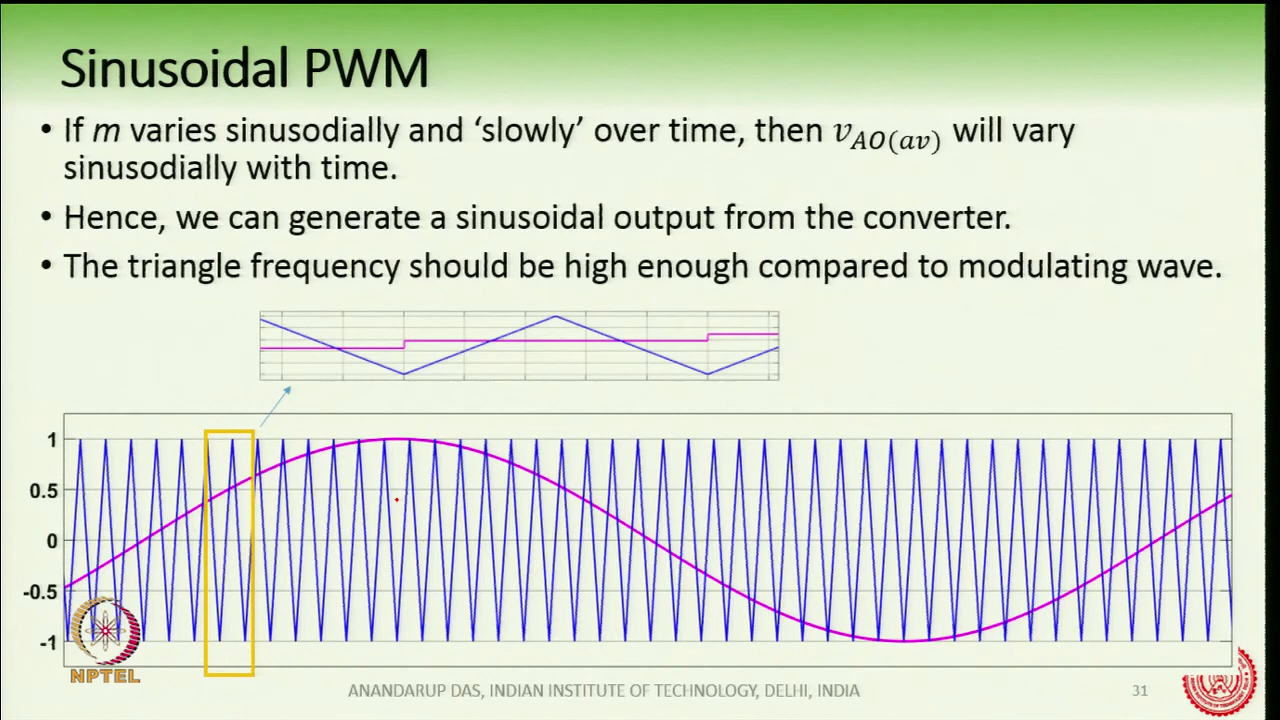 Sinusoidal PWM
• If m varies sinusodially and ‘slowly’ over time, then v_AO(av) will vary
sinusodially with time.
• Hence, we can generate a sinusoidal output from the converter.
• The triangle frequency should be high enough compared to modulating wave.
1
0.5
0
-0.5
-1
NPTEL
ANANDARUP DAS, INDIAN INSTITUTE OF TECHNOLOGY, DELHI, INDIA
31